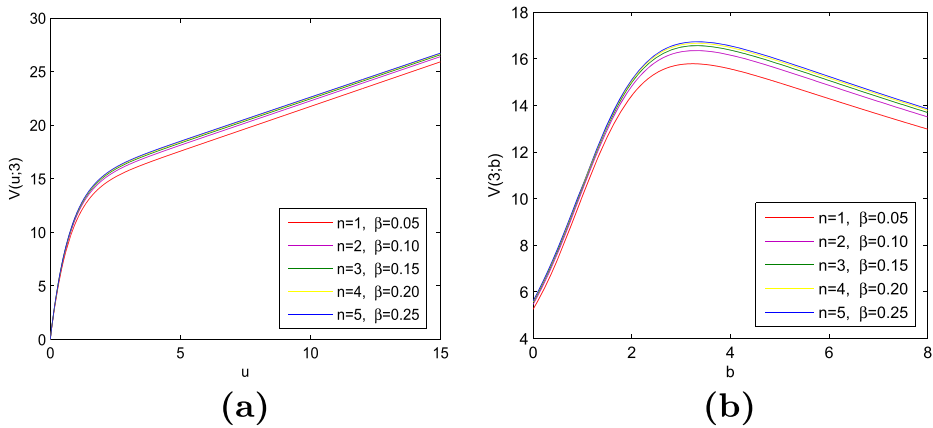 30
25
20
15
10
5
0
V(u;3)
0 5 10 15
u
n=1, β=0.05
n=2, β=0.10
n=3, β=0.15
n=4, β=0.20
n=5, β=0.25
(a)
18
16
14
12
10
8
6
4
V(3;b)
0 2 4 6 8
b
n=1, β=0.05
n=2, β=0.10
n=3, β=0.15
n=4, β=0.20
n=5, β=0.25
(b)